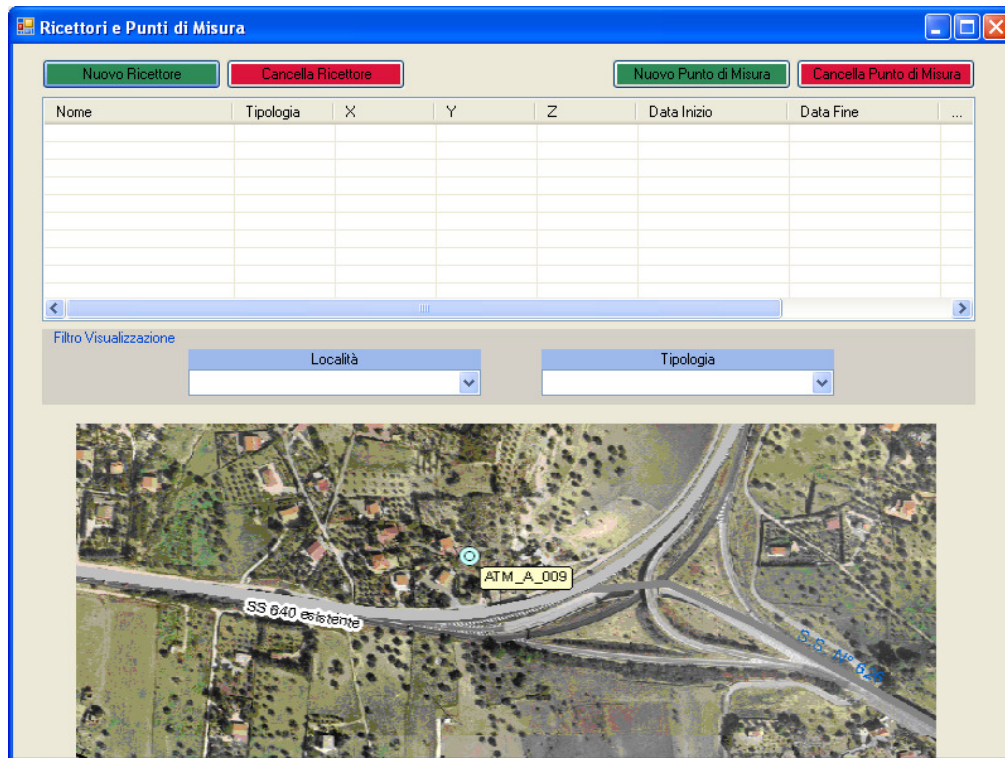 Ricettori e Punti di Misura
Nuovo Ricettore Cancella Ricettore Nuovo Punto di Misura Cancella Punto di Misura
Nome Tipologia X Y Z Data Inizio Data Fine ...
Filtro Visualizzazione
Località Tipologia
ATM_A_009
SS 640 esistente
S.S. N° 626